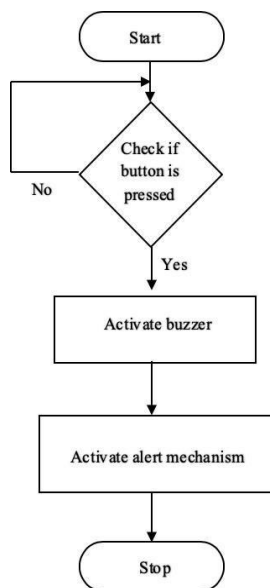 Start
Check if
button is
pressed
No
Yes
Activate buzzer
Activate alert mechanism
Stop